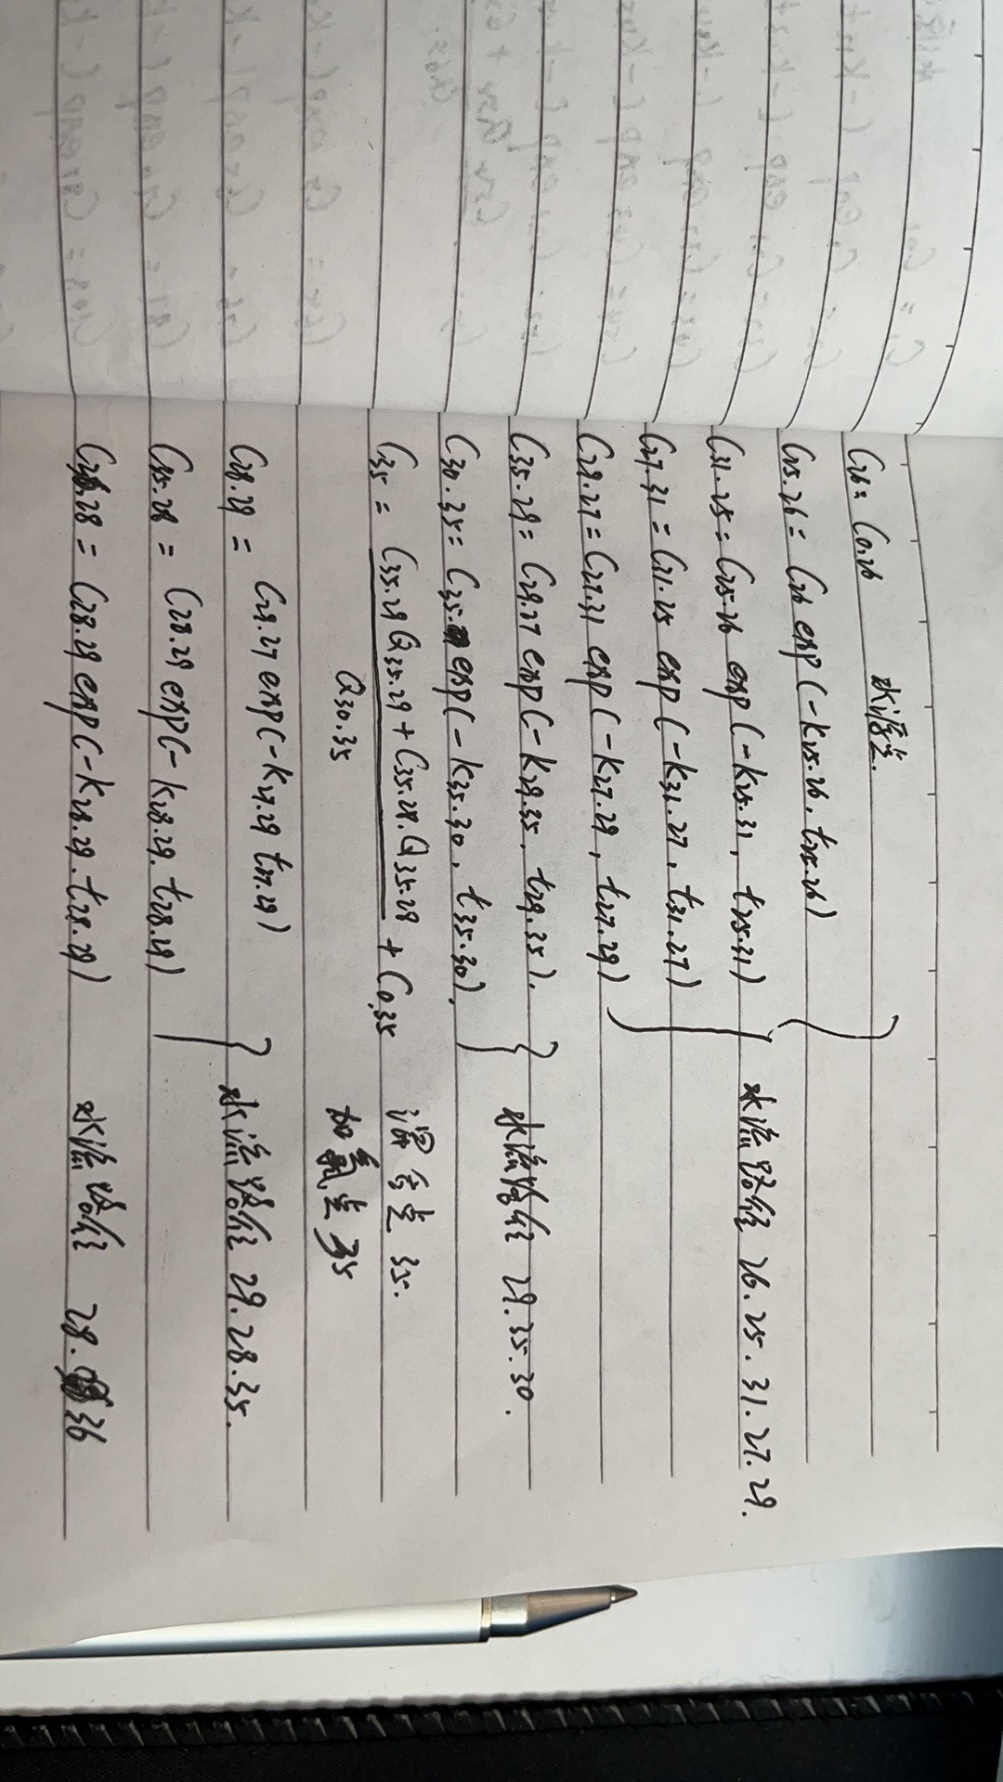 C26 = C0.26 水源点.
C25.26 = C26 exp(-k25.26, t25.26)
C31.25 = C25.26 exp(-k25.31, t25.31)
C27.31 = C31.25 exp(-k31.27, t31.27)
C29.27 = C27.31 exp(-k27.29, t27.29)
水流路径 26.25.31.27.29.
C35.29 = C29.27 exp(-k29.35, t29.35).
C30.35 = C35. exp(-k35.30, t35.30).
水流路径 29.35.30.
C35 = C35.29 Q35.29 + C35.28.Q35.28 + C0.35 混合点 35.
Q30.35 加氯点 35
C28.29 = C29.27 exp(-k27.29 t27.29)
C35.28 = C28.29 exp(-k28.29, t28.29)
水流路径 29.28.35.
C28 = C28.29 exp(-k28.29, t28.29) 水流路径 28.36